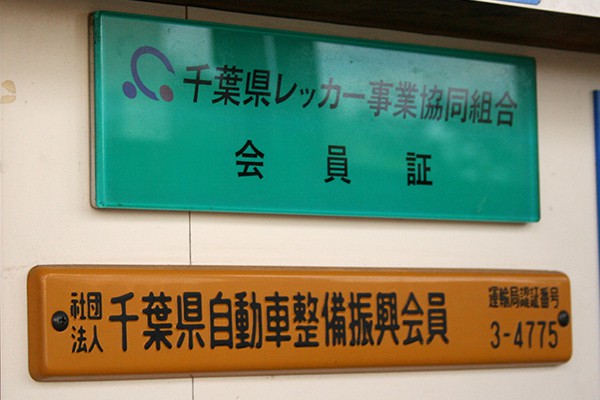 千葉県レッカー事業協同組合
会員証
社団法人 千葉県自動車整備振興会員
運輸局認証番号
3-4775